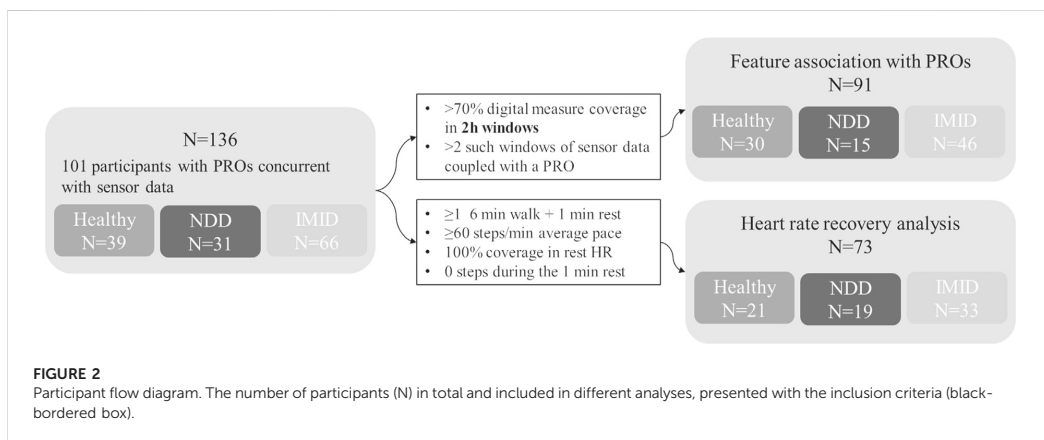 N=136
101 participants with PROs concurrent
with sensor data
Healthy
N=39
NDD
N=31
IMID
N=66
• >70% digital measure coverage
in 2h windows
• >2 such windows of sensor data
coupled with a PRO
• ≥1 6 min walk + 1 min rest
• ≥60 steps/min average pace
• 100% coverage in rest HR
• 0 steps during the 1 min rest
Feature association with PROs
N=91
Healthy
N=30
NDD
N=15
IMID
N=46
Heart rate recovery analysis
N=73
Healthy
N=21
NDD
N=19
IMID
N=33
FIGURE 2
Participant flow diagram. The number of participants (N) in total and included in different analyses, presented with the inclusion criteria (black-
bordered box).